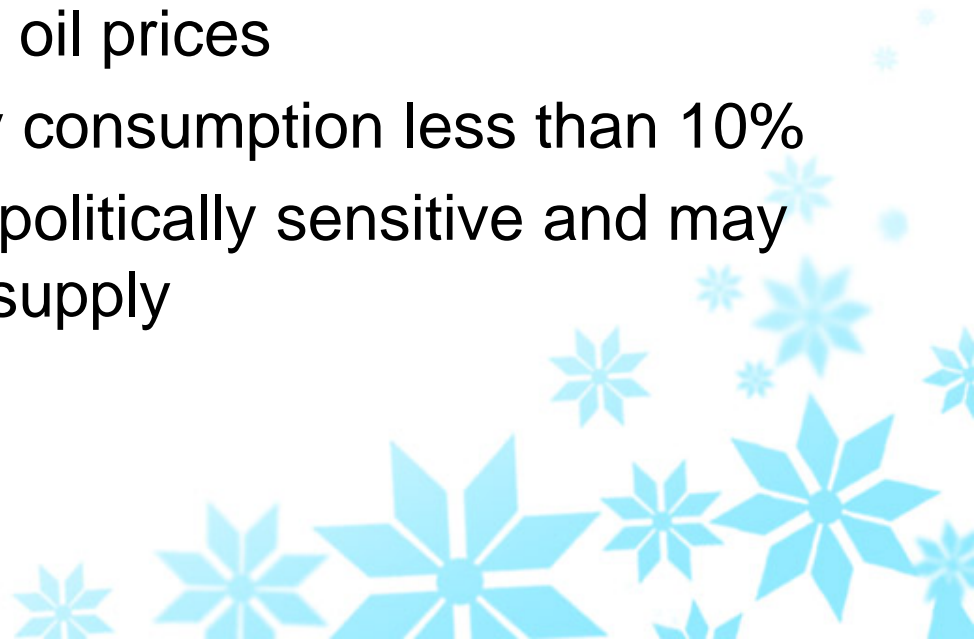 oil prices
consumption less than 10%
politically sensitive and may
supply